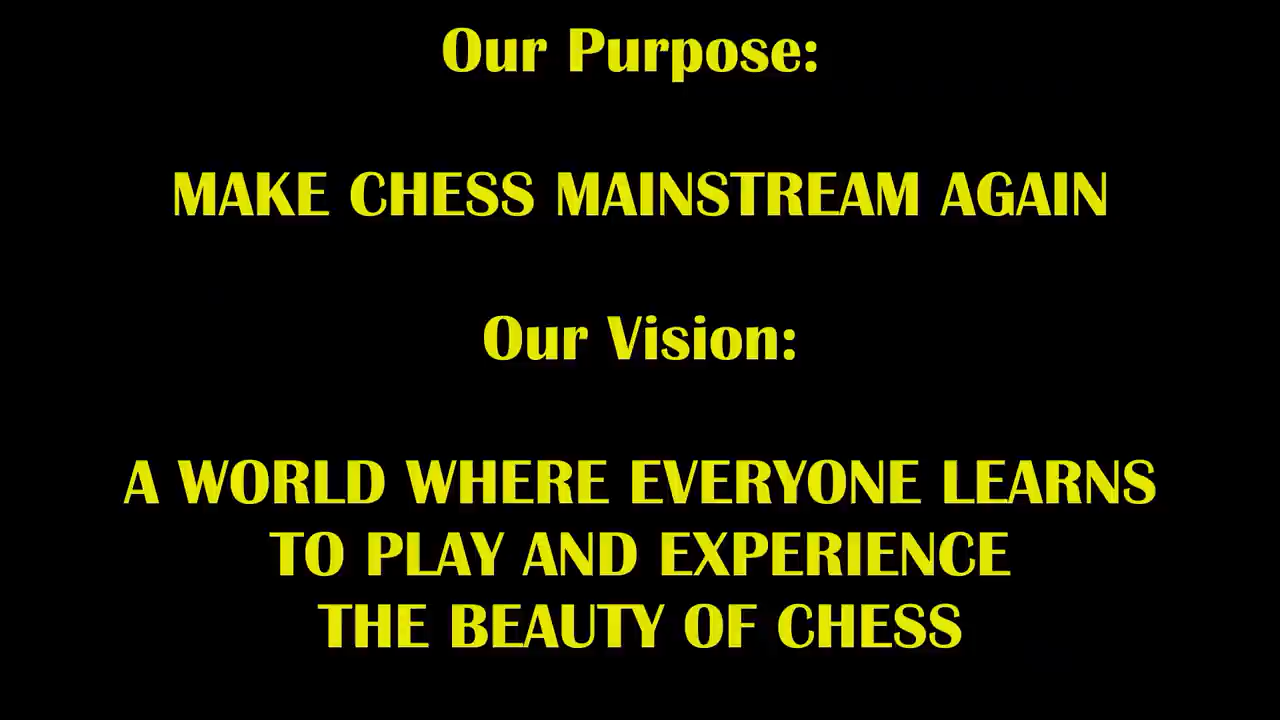 Our Purpose:
MAKE CHESS MAINSTREAM AGAIN
Our Vision:
A WORLD WHERE EVERYONE LEARNS
TO PLAY AND EXPERIENCE
THE BEAUTY OF CHESS